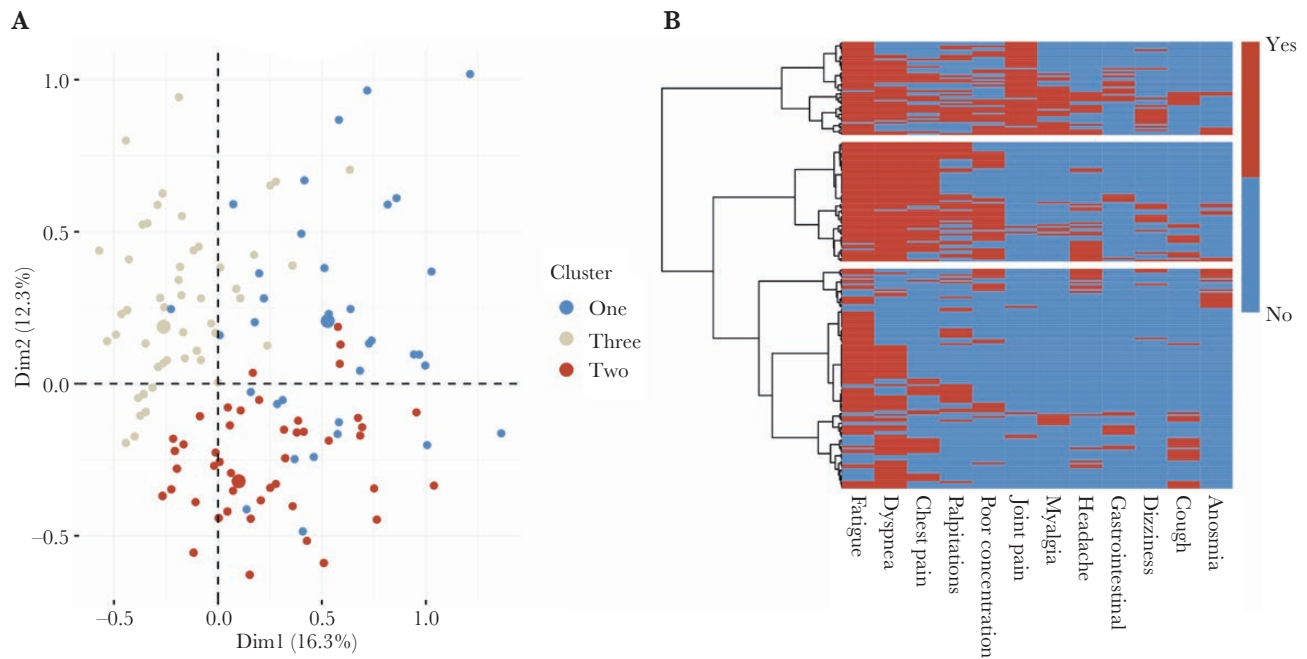 A
1.0
0.5
0.0
−0.5
Dim2 (12.3%)
−0.5
0.0
0.5
1.0
Dim1 (16.3%)
Cluster
One
Three
Two
B
Yes
No
Fatigue
Dyspnea
Chest pain
Palpitations
Poor concentration
Joint pain
Myalgia
Headache
Gastrointestinal
Dizziness
Cough
Anosmia